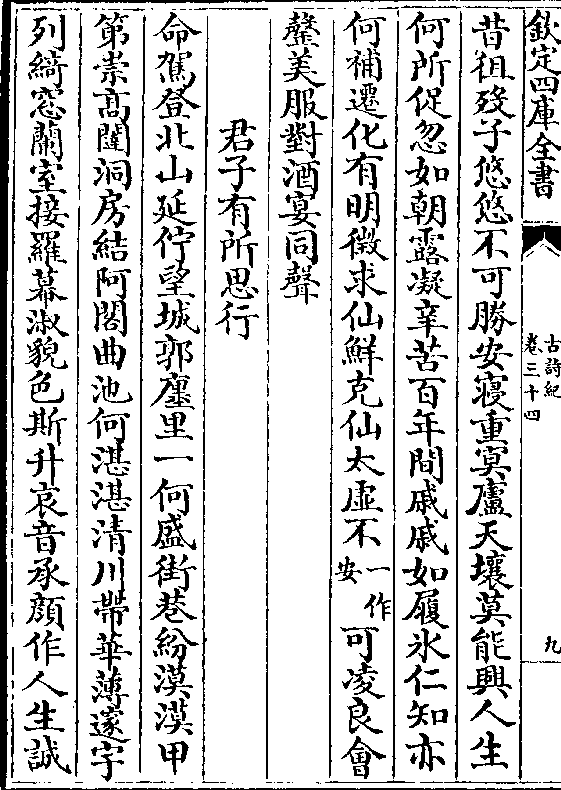 欽定四庫全書
古詩紀
卷三十四
九
昔徂殁子悠悠不可勝安寝重㝠廬天壤莫能興人生
何所促忽如朝露凝辛苦百年間戚戚如履氷仁知亦
何補遷化有明徴求仙鮮克仙太虛不一作安可凌良會
罄美服對酒宴同聲
君子有所思行
命駕登北山延佇望城郭廛里一何盛街巷紛漠漠甲
第崇髙闥洞房結阿閣曲池何湛湛清川帶華薄邃宇
列綺窓蘭室接羅幕淑貌色斯升哀音承顔作人生誠